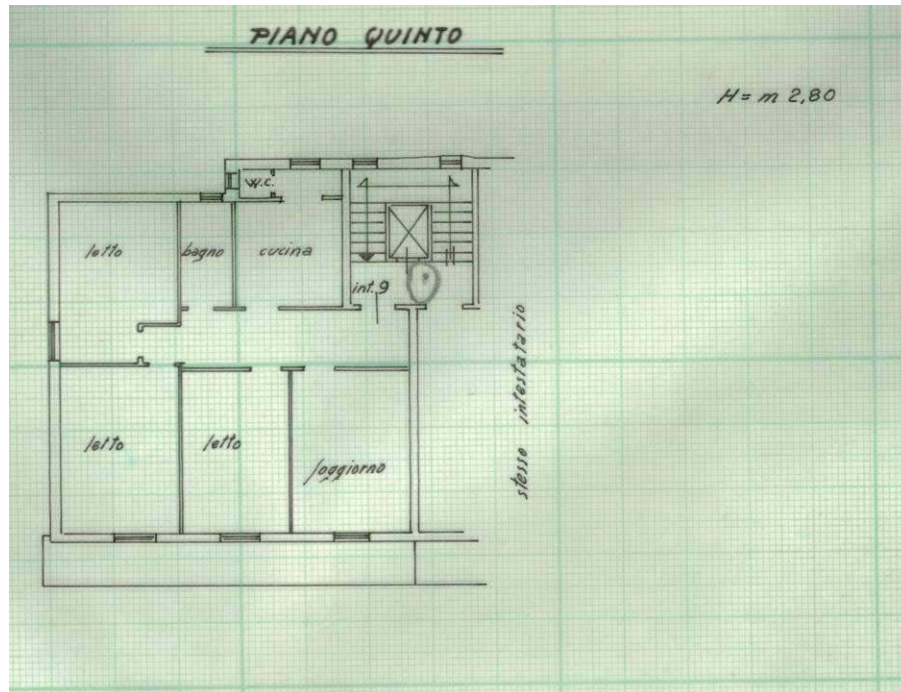 PIANO QUINTO
H = m 2,80
w.c.
letto
bagno
cucina
int. 9
stesso intestatario
letto
letto
soggiorno